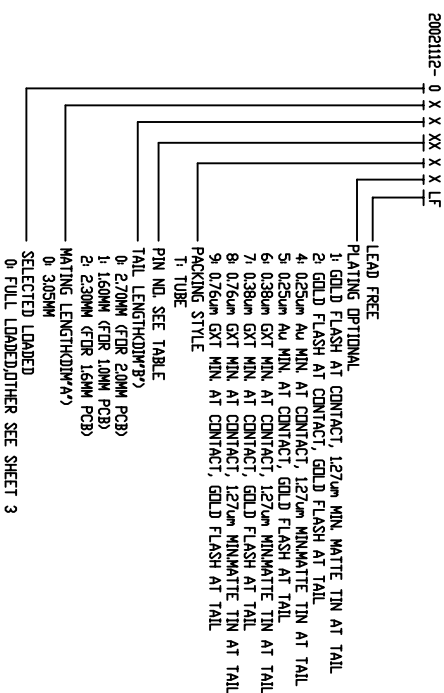 20021112- 0 X X XX X X LF
LEAD FREE
PLATING OPTIONAL
1: GOLD FLASH AT CONTACT, 1.27um MIN. MATTE TIN AT TAIL
2: GOLD FLASH AT CONTACT, GOLD FLASH AT TAIL
4: 0.25um Au MIN. AT CONTACT, 1.27um MIN.MATTE TIN AT TAIL
5: 0.25um Au MIN. AT CONTACT, GOLD FLASH AT TAIL
6: 0.38um GXT MIN. AT CONTACT, 1.27um MIN.MATTE TIN AT TAIL
7: 0.38um GXT MIN. AT CONTACT, GOLD FLASH AT TAIL
8: 0.76um GXT MIN. AT CONTACT, 1.27um MIN.MATTE TIN AT TAIL
9: 0.76um GXT MIN. AT CONTACT, GOLD FLASH AT TAIL
PACKING STYLE
T: TUBE
PIN NO. SEE TABLE
TAIL LENGTH(DIM"B")
0: 2.70MM (FOR 2.0MM PCB)
1: 1.60MM (FOR 1.0MM PCB)
2: 2.30MM (FOR 1.6MM PCB)
MATING LENGTH(DIM"A")
0: 3.05MM
SELECTED LOADED
0: FULL LOADED,OTHER SEE SHEET 3